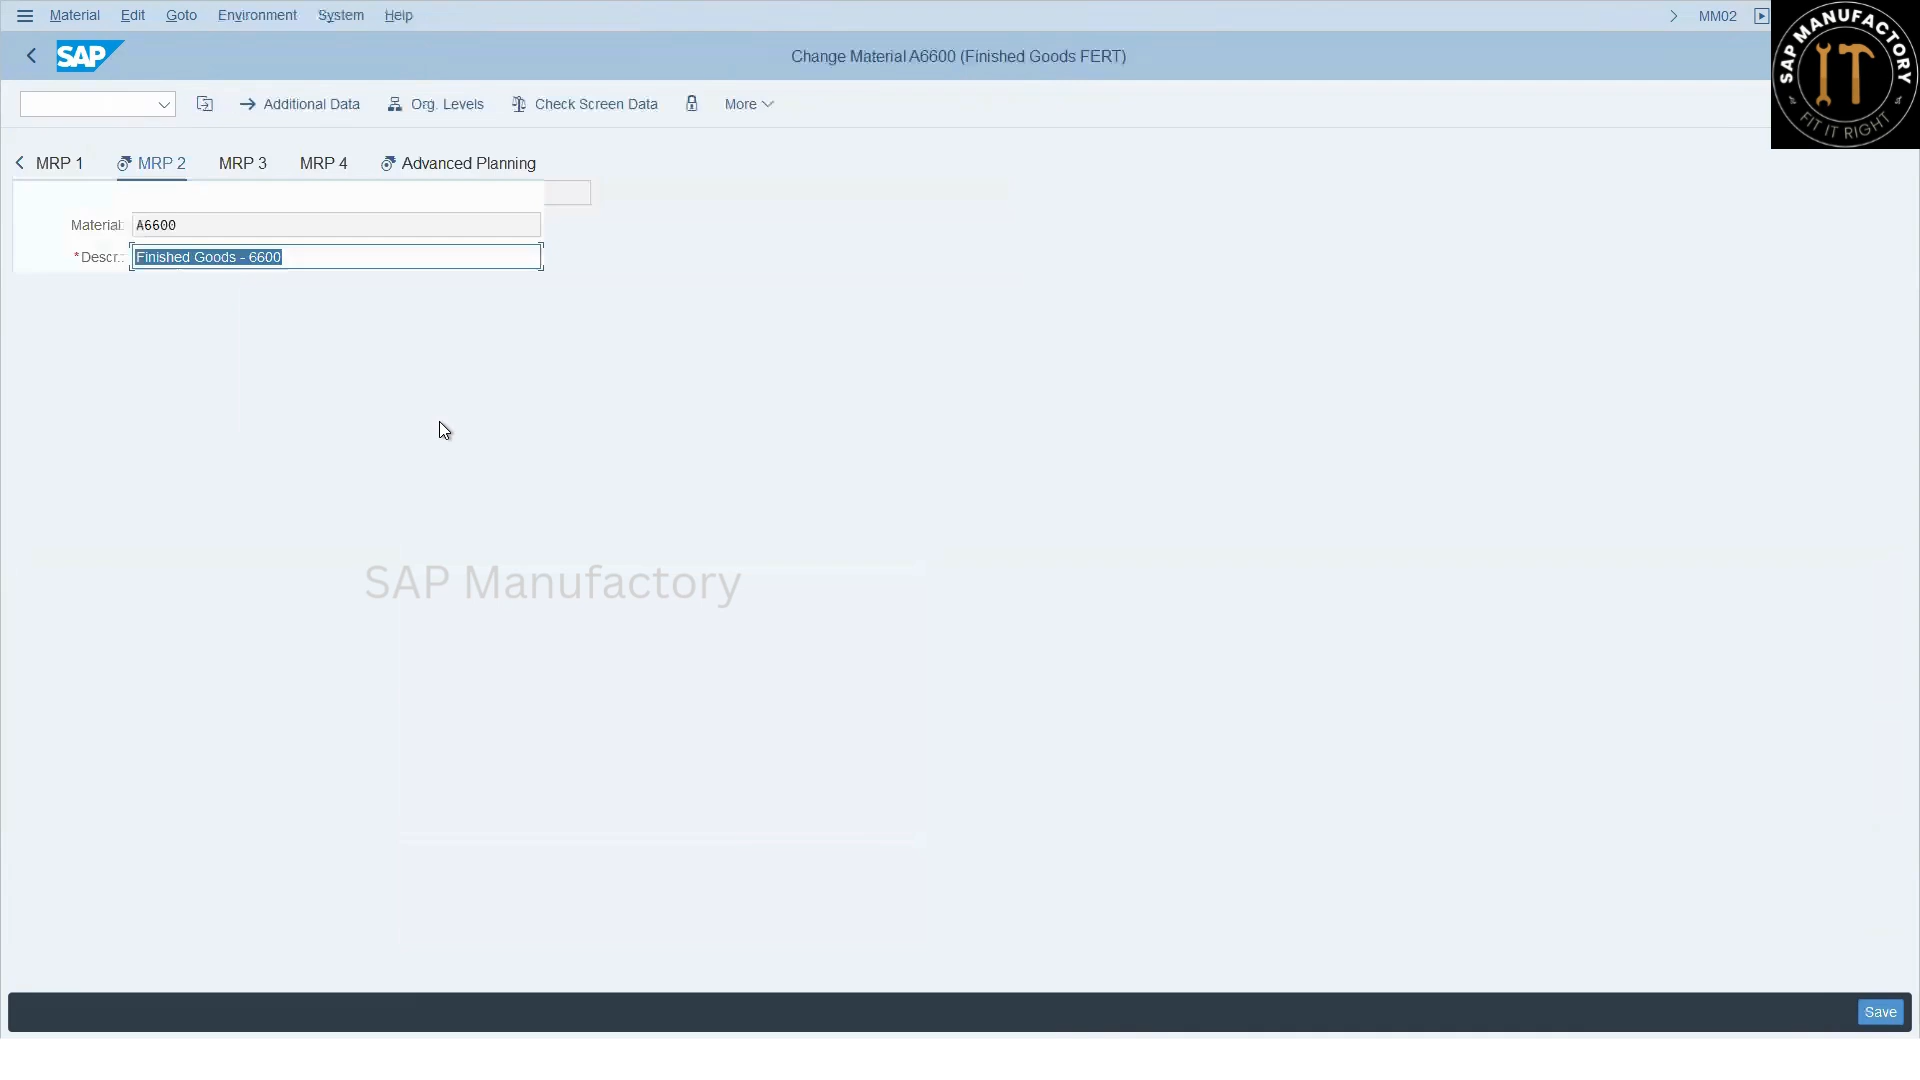 Material Edit Goto Environment System Help MM02
SAP Change Material A6600 (Finished Goods FERT)
Additional Data Org. Levels Check Screen Data More
MRP 1 MRP 2 MRP 3 MRP 4 Advanced Planning
Material: A6600
*Descr.: Finished Goods - 6600
SAP Manufactory
Save
SAP MANUFACTORY
IT
FIT IT RIGHT